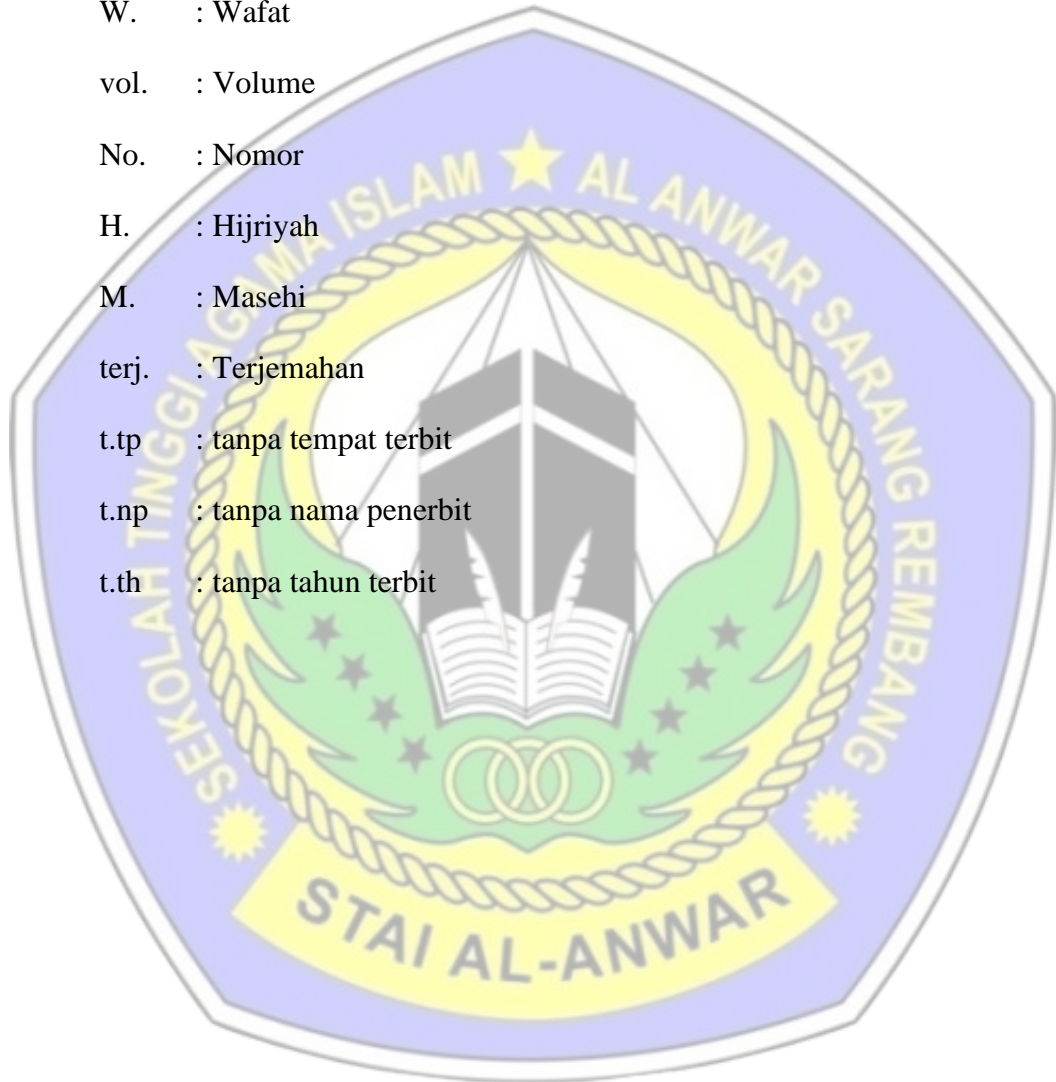 W. : Wafat
vol. : Volume
No. : Nomor
H. : Hijriyah
M. : Masehi
terj. : Terjemahan
t.tp : tanpa tempat terbit
t.np : tanpa nama penerbit
t.th : tanpa tahun terbit
SEKOLAH TINGGI AGAMA ISLAM ★ AL ANWAR SARANG REMBANG
STAI AL-ANWAR